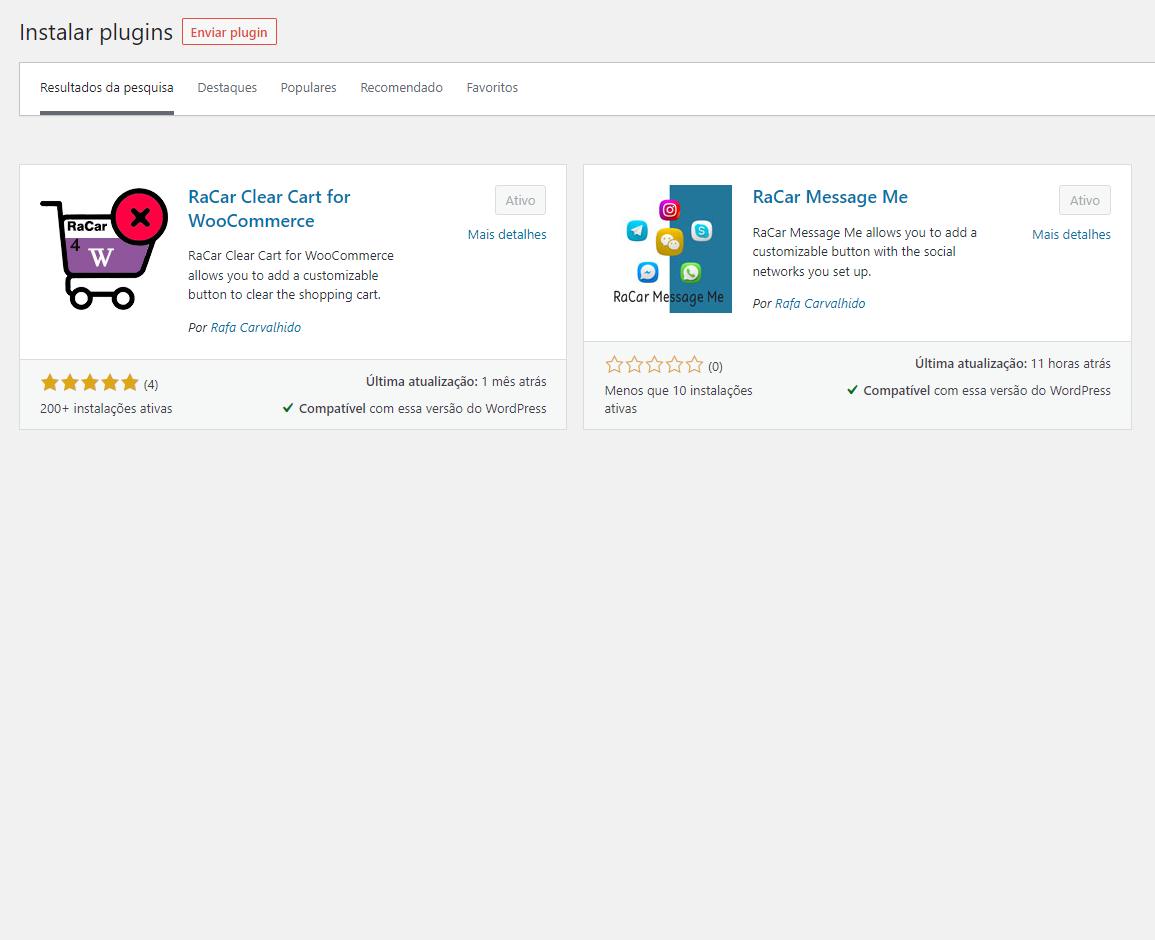 Instalar plugins
Enviar plugin
Resultados da pesquisa
Destaques
Populares
Recomendado
Favoritos
RaCar
4
W
RaCar Clear Cart for
WooCommerce
Ativo
Mais detalhes
RaCar Clear Cart for WooCommerce
allows you to add a customizable
button to clear the shopping cart.
Por Rafa Carvalhido
(4)
200+ instalações ativas
Última atualização: 1 mês atrás
Compatível com essa versão do WordPress
S
RaCar Message Me
RaCar Message Me
Ativo
Mais detalhes
RaCar Message Me allows you to add a
customizable button with the social
networks you set up.
Por Rafa Carvalhido
(0)
Menos que 10 instalações
ativas
Última atualização: 11 horas atrás
Compatível com essa versão do WordPress